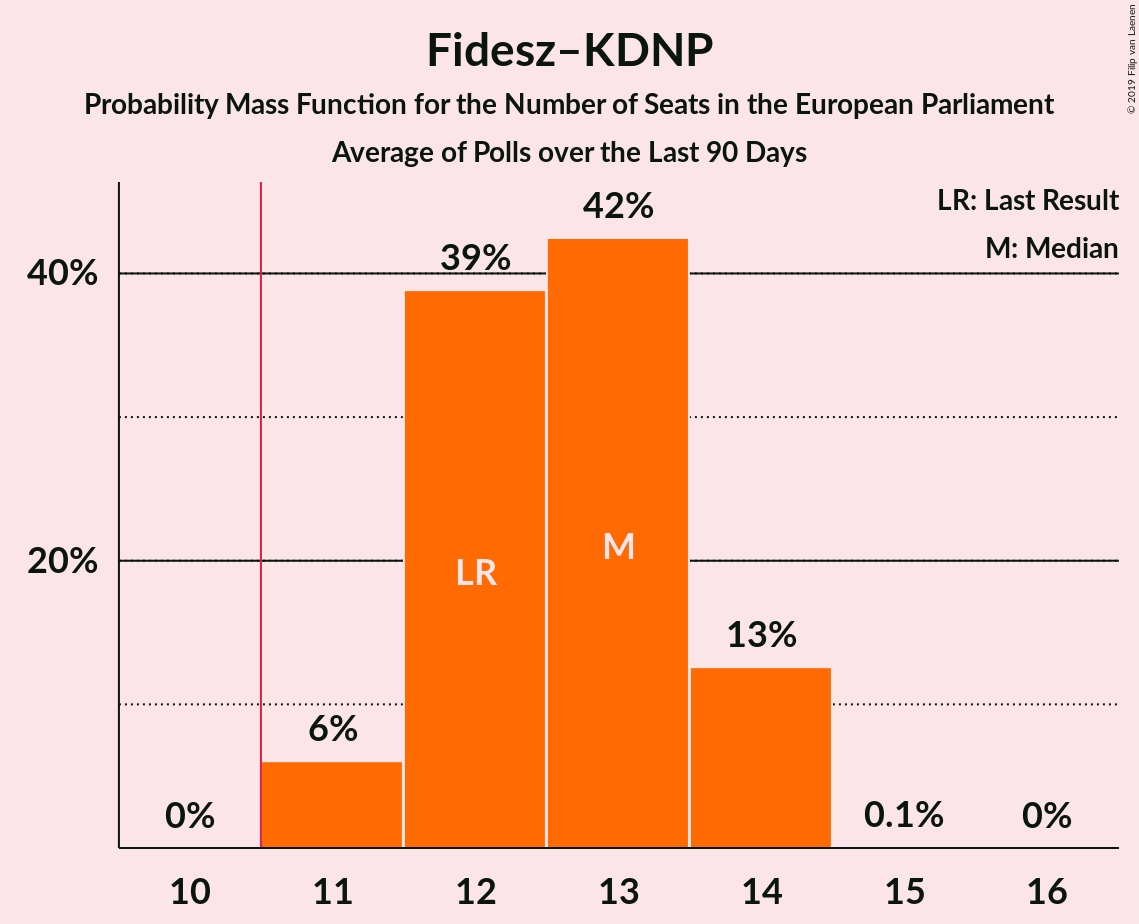 Fidesz–KDNP
Probability Mass Function for the Number of Seats in the European Parliament
Average of Polls over the Last 90 Days
© 2019 Filip van Laenen
LR: Last Result
M: Median
40%
20%
0%
6%
39%
42%
13%
0.1%
0%
LR
M
10
11
12
13
14
15
16